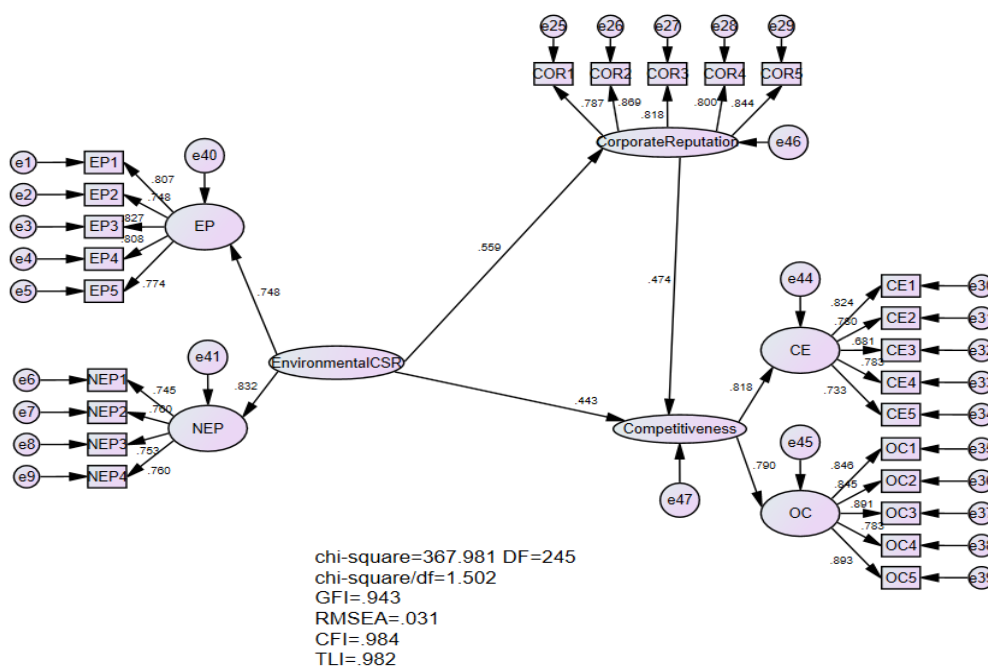 e25 e26 e27 e28 e29
COR1 COR2 COR3 COR4 COR5
.787 .869 .818 .800 .844
CorporateReputation e46
e1 EP1 e40
e2 EP2
e3 EP3 EP
e4 EP4
e5 EP5
.807
.748
.827
.808
.774
.748
.559
.474
e41
e6 NEP1
e7 NEP2
e8 NEP3 NEP
e9 NEP4
.745
.760
.753
.760
.832
EnvironmentalCSR
.443
Competitiveness
e47
.818
.790
e44
CE
.824
.780
.681
.783
.733
CE1
CE2
CE3
CE4
CE5
e45
OC
.846
.845
.891
.783
.893
OC1
OC2
OC3
OC4
OC5
chi-square=367.981 DF=245
chi-square/df=1.502
GFI=.943
RMSEA=.031
CFI=.984
TLI=.982